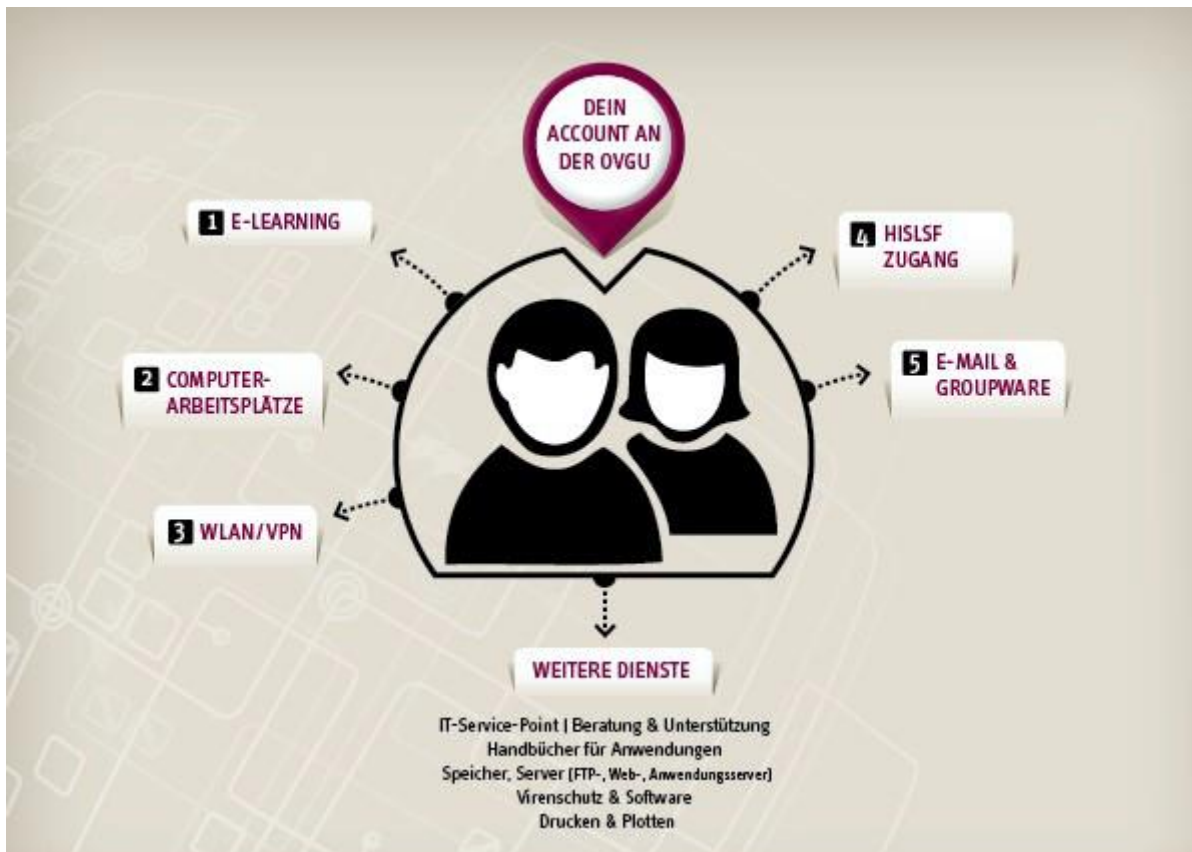 DEIN
ACCOUNT AN
DER OVGU
1 E-LEARNING
2 COMPUTER-
ARBEITSPLÄTZE
3 WLAN/VPN
4 HISLSF
ZUGANG
5 E-MAIL &
GROUPWARE
WEITERE DIENSTE
IT-Service-Point | Beratung & Unterstützung
Handbücher für Anwendungen
Speicher, Server (FTP-, Web-, Anwendungsserver)
Virenschutz & Software
Drucken & Plotten